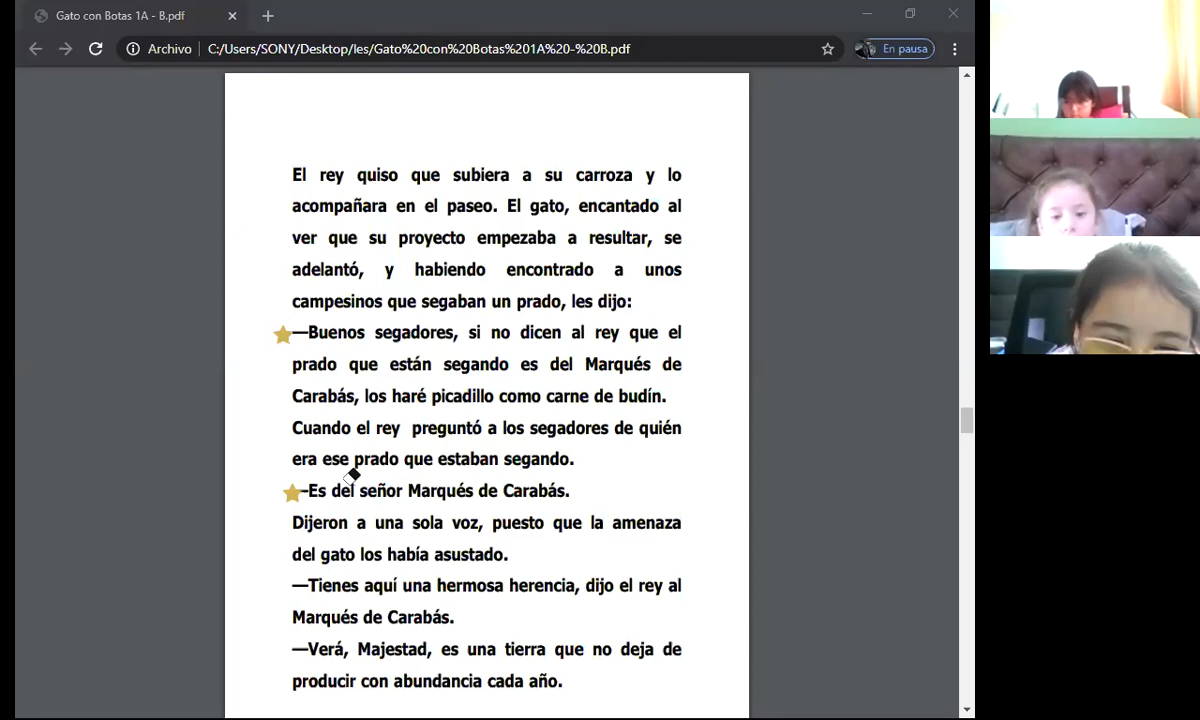 Gato con Botas 1A - B.pdf
Archivo C:/Users/SONY/Desktop/les/Gato%20con%20Botas%201A%20-%20B.pdf En pausa
El rey quiso que subiera a su carroza y lo
acompañara en el paseo. El gato, encantado al
ver que su proyecto empezaba a resultar, se
adelantó, y habiendo encontrado a unos
campesinos que segaban un prado, les dijo:
—Buenos segadores, si no dicen al rey que el
prado que están segando es del Marqués de
Carabás, los haré picadillo como carne de budín.
Cuando el rey preguntó a los segadores de quién
era ese prado que estaban segando.
-Es del señor Marqués de Carabás.
Dijeron a una sola voz, puesto que la amenaza
del gato los había asustado.
—Tienes aquí una hermosa herencia, dijo el rey al
Marqués de Carabás.
—Verá, Majestad, es una tierra que no deja de
producir con abundancia cada año.